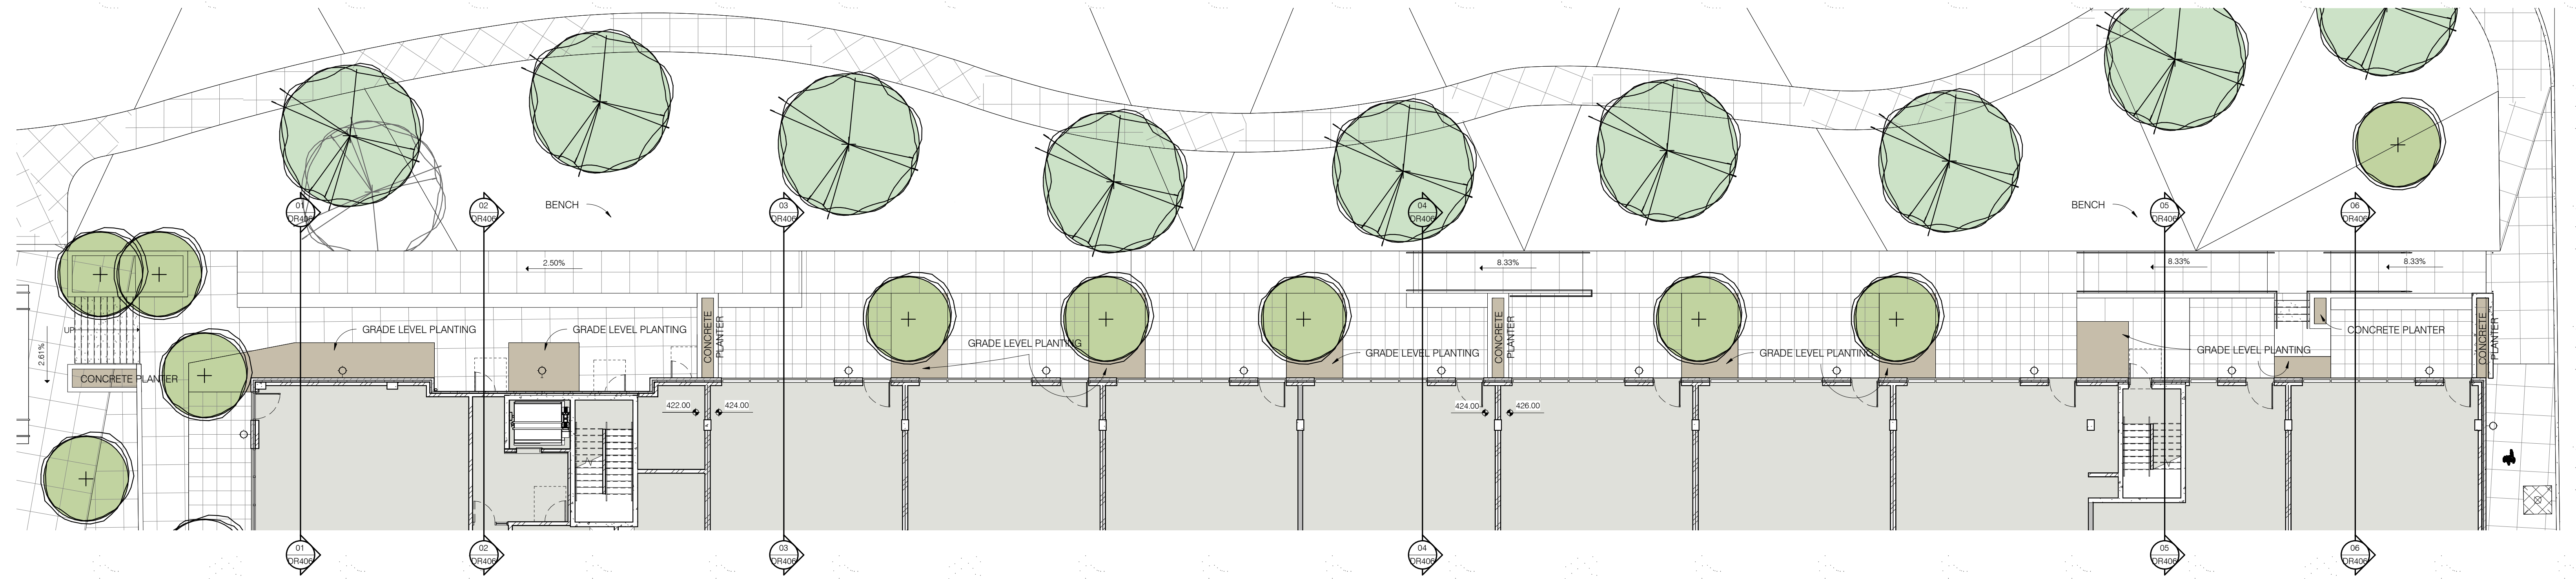 01
DR406
02
DR406
03
DR406
04
DR406
05
DR406
06
DR406
BENCH
BENCH
2.50%
8.33%
8.33%
8.33%
UP
2.61%
GRADE LEVEL PLANTING
GRADE LEVEL PLANTING
CONCRETE
PLANTER
GRADE LEVEL PLANTING
GRADE LEVEL PLANTING
CONCRETE
PLANTER
GRADE LEVEL PLANTING
GRADE LEVEL PLANTING
CONCRETE PLANTER
CONCRETE
PLANTER
CONCRETE PLANTER
422.00
424.00
424.00
426.00
01
DR406
02
DR406
03
DR406
04
DR406
05
DR406
06
DR406